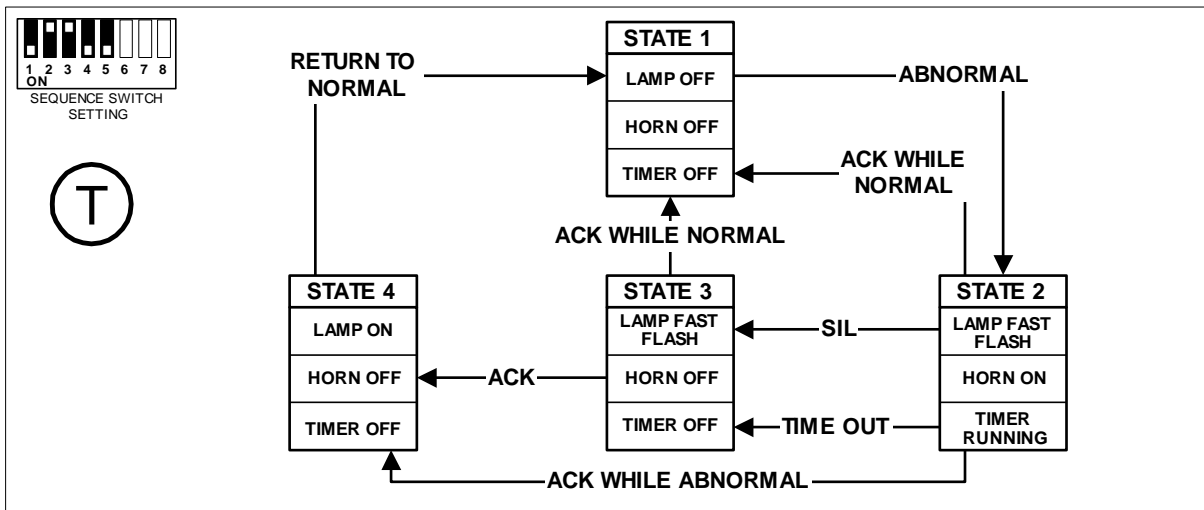 1 2 3 4 5 6 7 8
ON
SEQUENCE SWITCH
SETTING
T
RETURN TO
NORMAL
STATE 1
LAMP OFF
HORN OFF
TIMER OFF
ABNORMAL
ACK WHILE
NORMAL
ACK WHILE NORMAL
STATE 4
LAMP ON
HORN OFF
TIMER OFF
ACK
STATE 3
LAMP FAST
FLASH
HORN OFF
TIMER OFF
SIL
TIME OUT
STATE 2
LAMP FAST
FLASH
HORN ON
TIMER
RUNNING
ACK WHILE ABNORMAL